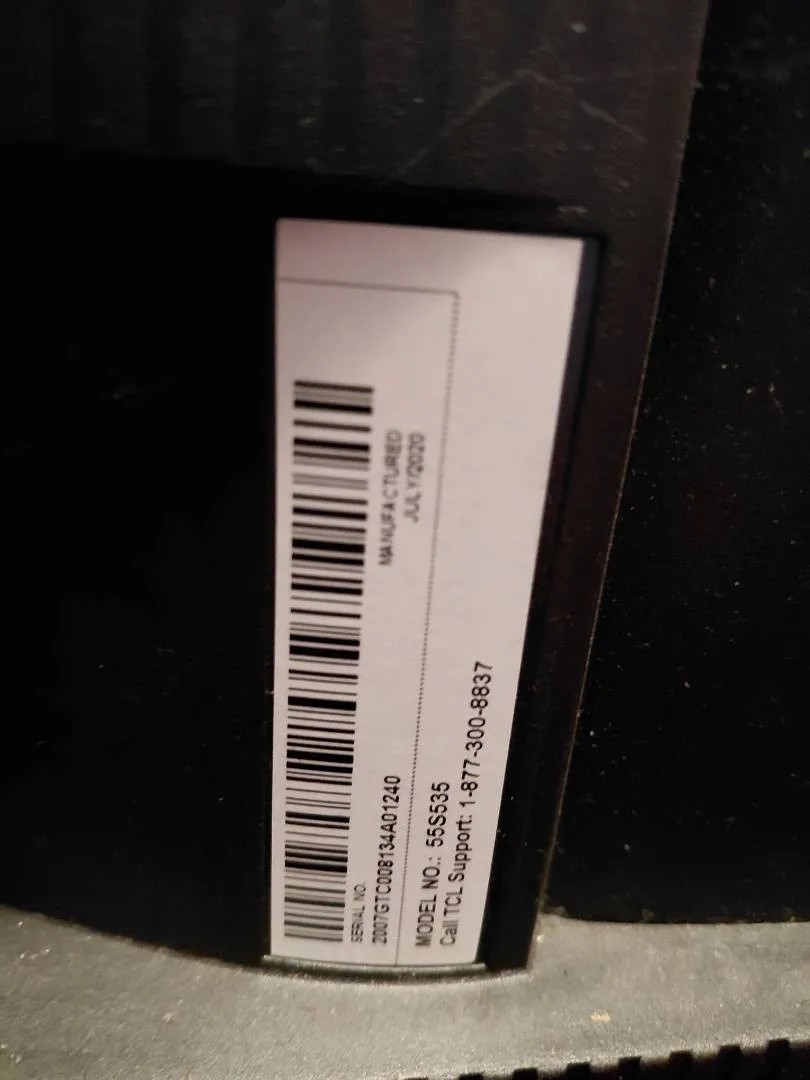 SERIAL NO.
2007GTC008134A01240
MANUFACTURED
JULY/2020
MODEL NO.: 55S535
Call TCL Support: 1-877-300-8837